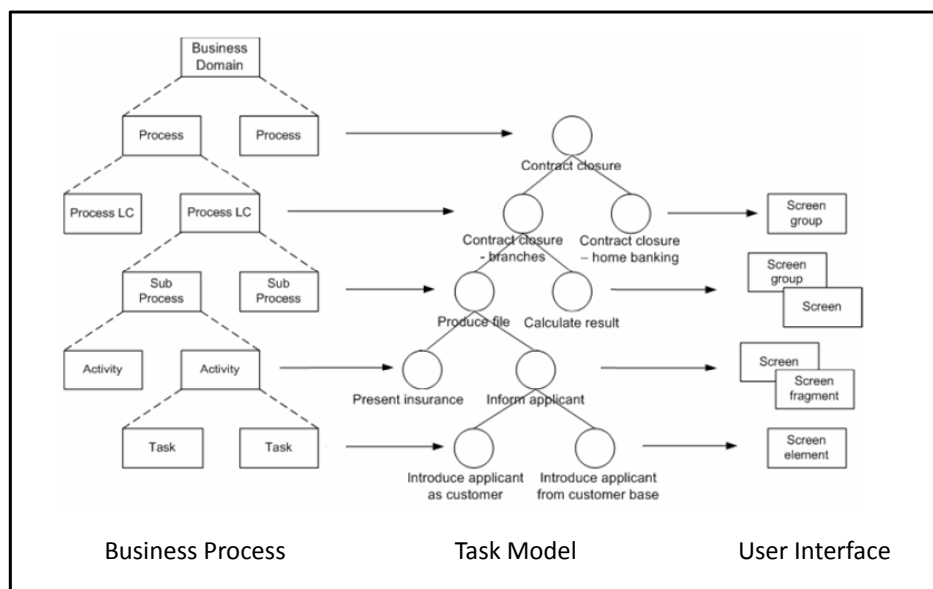 Business
Domain
Process
Process
Contract closure
Process LC
Process LC
Contract closure
- branches
Contract closure
– home banking
Screen
group
Sub
Process
Sub
Process
Produce file
Calculate result
Screen
group
Screen
Activity
Activity
Present insurance
Inform applicant
Screen
Screen
fragment
Task
Task
Introduce applicant
as customer
Introduce applicant
from customer base
Screen
element
Business Process
Task Model
User Interface